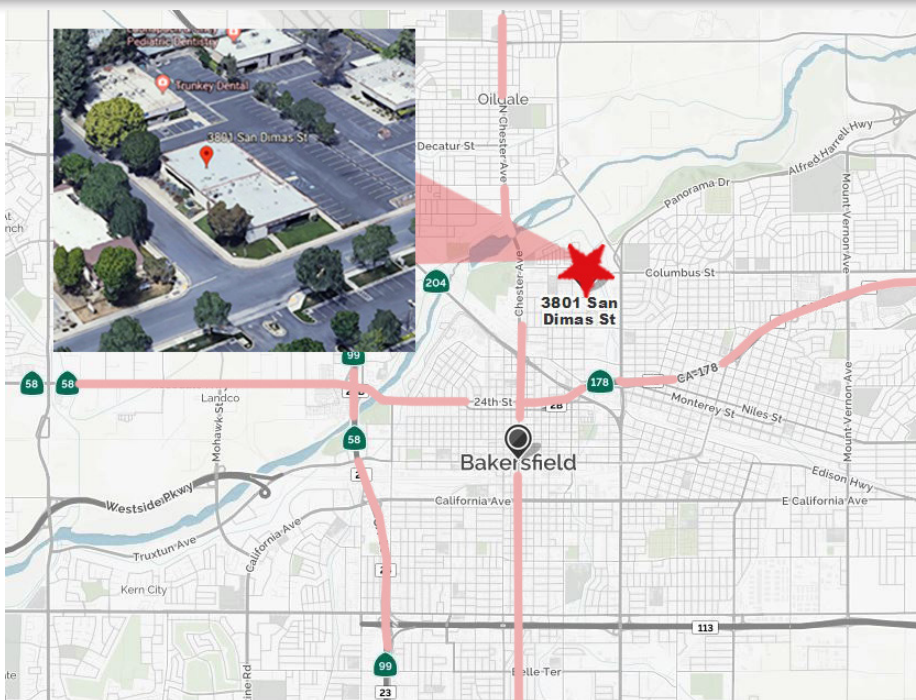 Pediatric Dentistry
Trunkey Dental
3801 San Dimas St
Oildale
N Chester Ave
Decatur St
Alfred Harrell Hwy
Panorama Dr
Mount Vernon Ave
Columbus St
Chester Ave
204
3801 San
Dimas St
99
58
58
178
CA-178
Landco
24th St
Monterey St
Niles St
Mohawk St
58
Mount Vernon Ave
Bakersfield
Edison Hwy
Westside Pkwy
California Ave
E California Ave
Truxtun Ave
California Ave
Kern City
113
99
Belle Ter
23